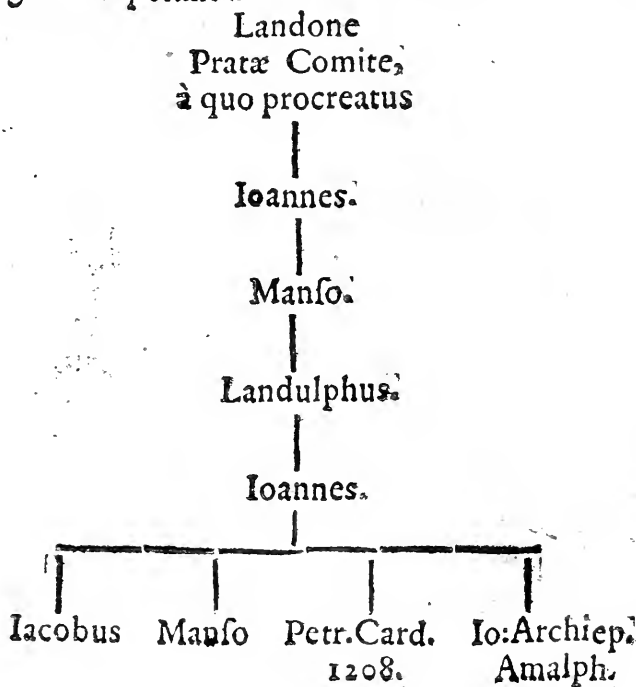 Landone
Pratæ Comite,
à quo procreatus
Ioannes.
Manſo.
Landulphus.
Ioannes.
Iacobus Manſo Petr.Card. Io:Archiep.
1208. Amalph.